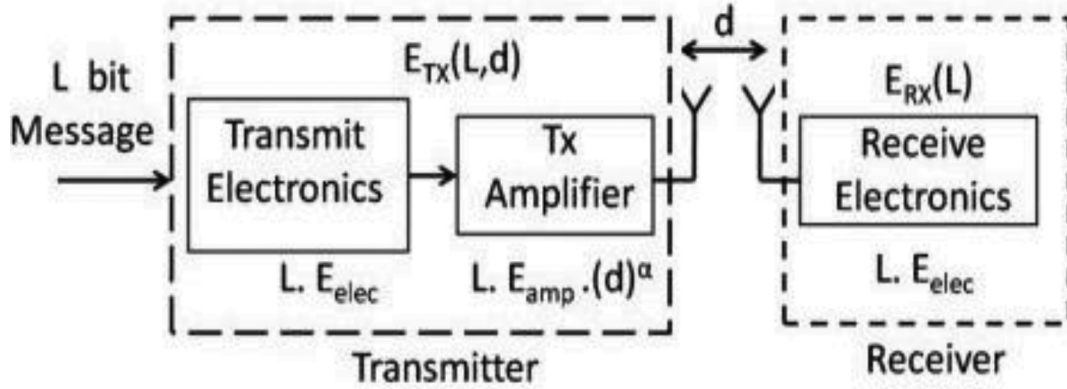 L bit
Message
E_TX(L,d)
Transmit
Electronics
L. E_elec
Tx
Amplifier
L. E_amp .(d)^α
Transmitter
d
E_RX(L)
Receive
Electronics
L. E_elec
Receiver